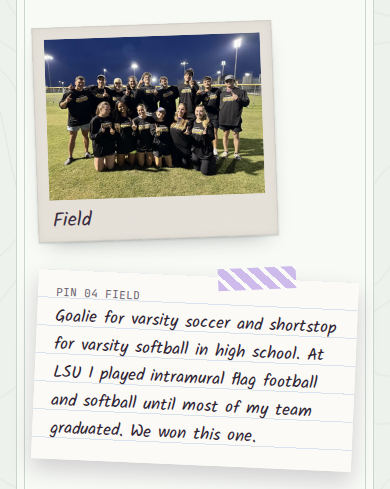 Field
PIN 04 FIELD
Goalie for varsity soccer and shortstop
for varsity softball in high school. At
LSU I played intramural flag football
and softball until most of my team
graduated. We won this one.